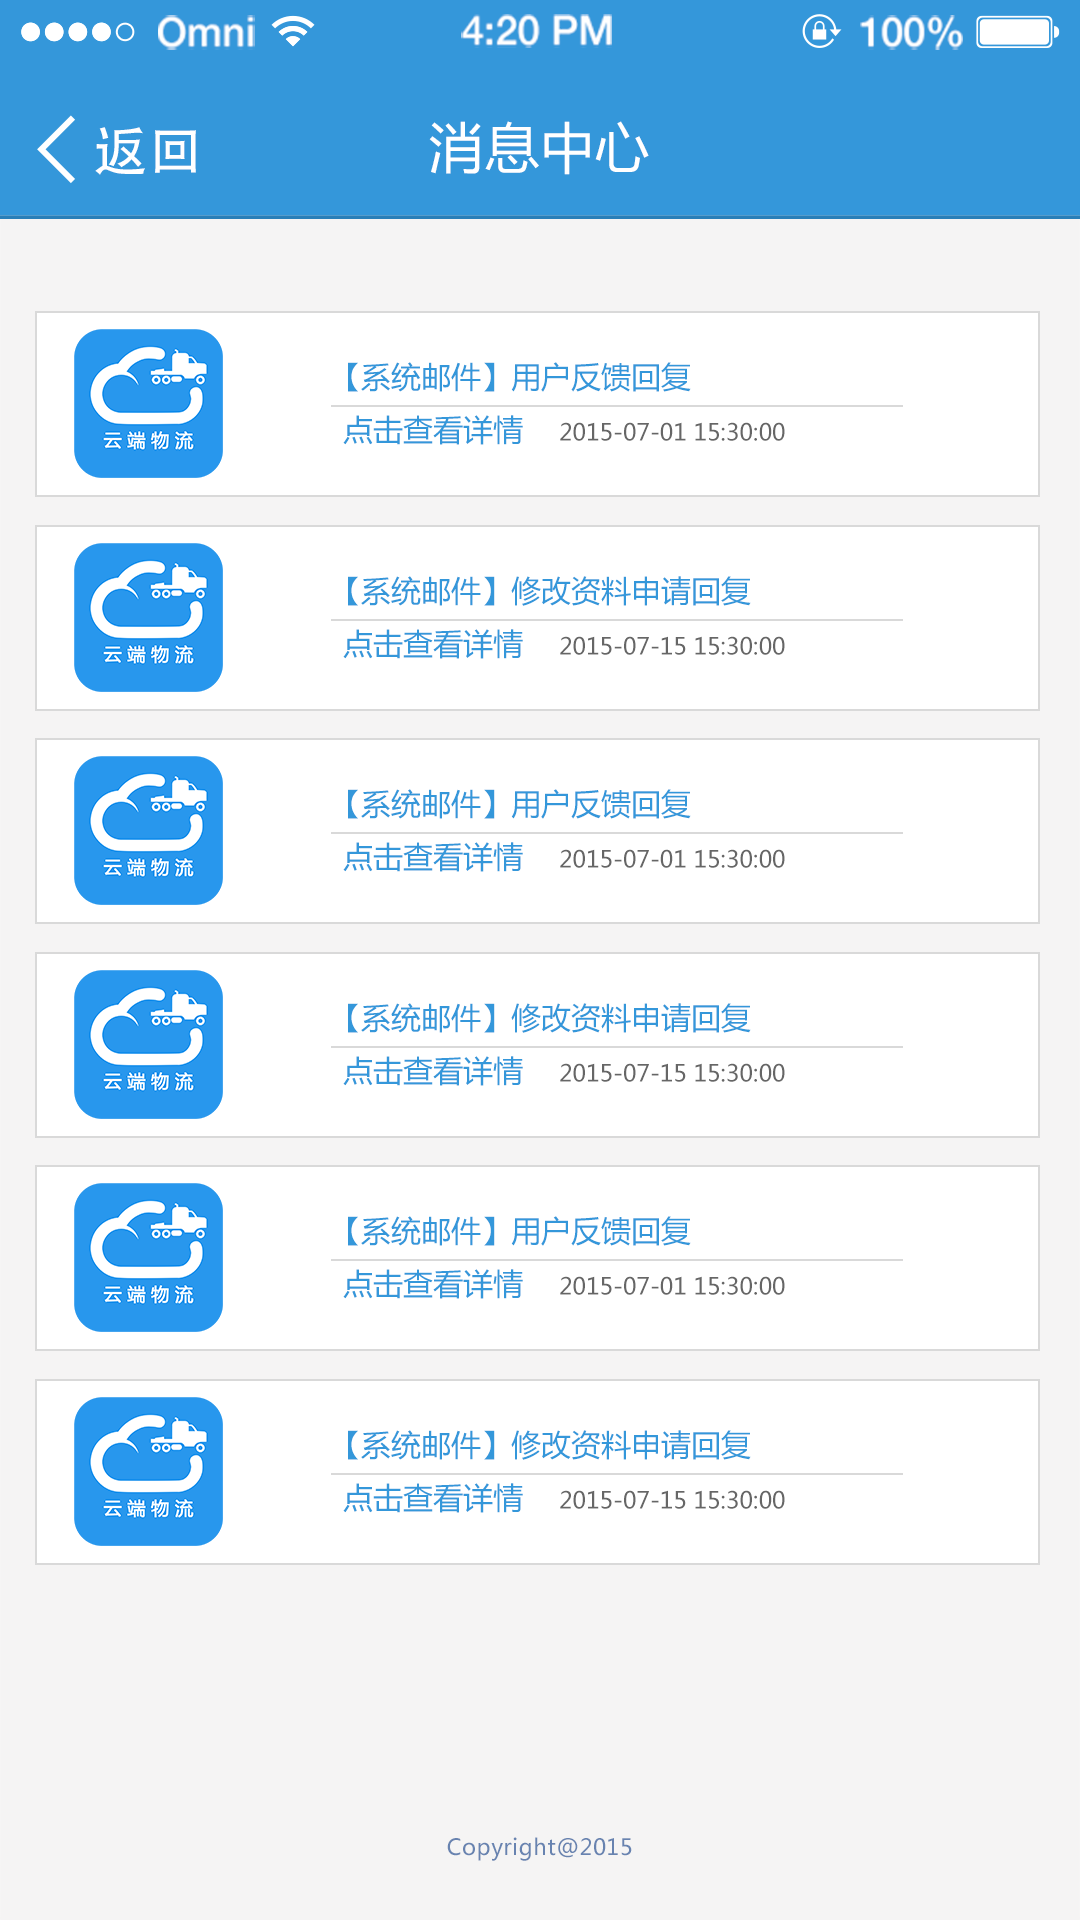 Omni 4:20 PM 100%
返回 消息中心
【系统邮件】用户反馈回复
点击查看详情 2015-07-01 15:30:00
云端物流
【系统邮件】修改资料申请回复
点击查看详情 2015-07-15 15:30:00
云端物流
【系统邮件】用户反馈回复
点击查看详情 2015-07-01 15:30:00
云端物流
【系统邮件】修改资料申请回复
点击查看详情 2015-07-15 15:30:00
云端物流
【系统邮件】用户反馈回复
点击查看详情 2015-07-01 15:30:00
云端物流
【系统邮件】修改资料申请回复
点击查看详情 2015-07-15 15:30:00
云端物流
Copyright@2015